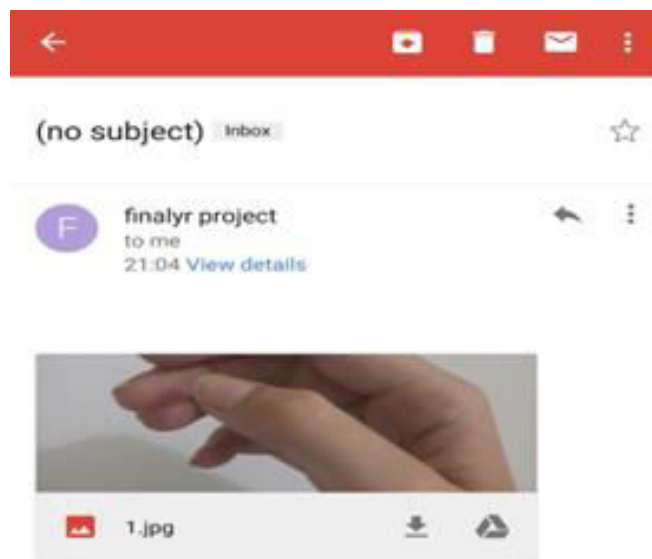 (no subject) Inbox
F
finalyr project
to me
21:04 View details
1.jpg